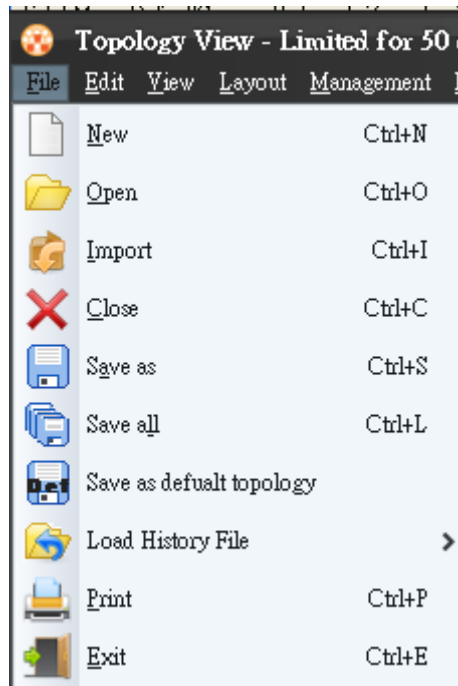 Topology View - Limited for 50
File Edit View Layout Management
New Ctrl+N
Open Ctrl+O
Import Ctrl+I
Close Ctrl+C
Save as Ctrl+S
Save all Ctrl+L
Def Save as defualt topology
Load History File
Print Ctrl+P
Exit Ctrl+E